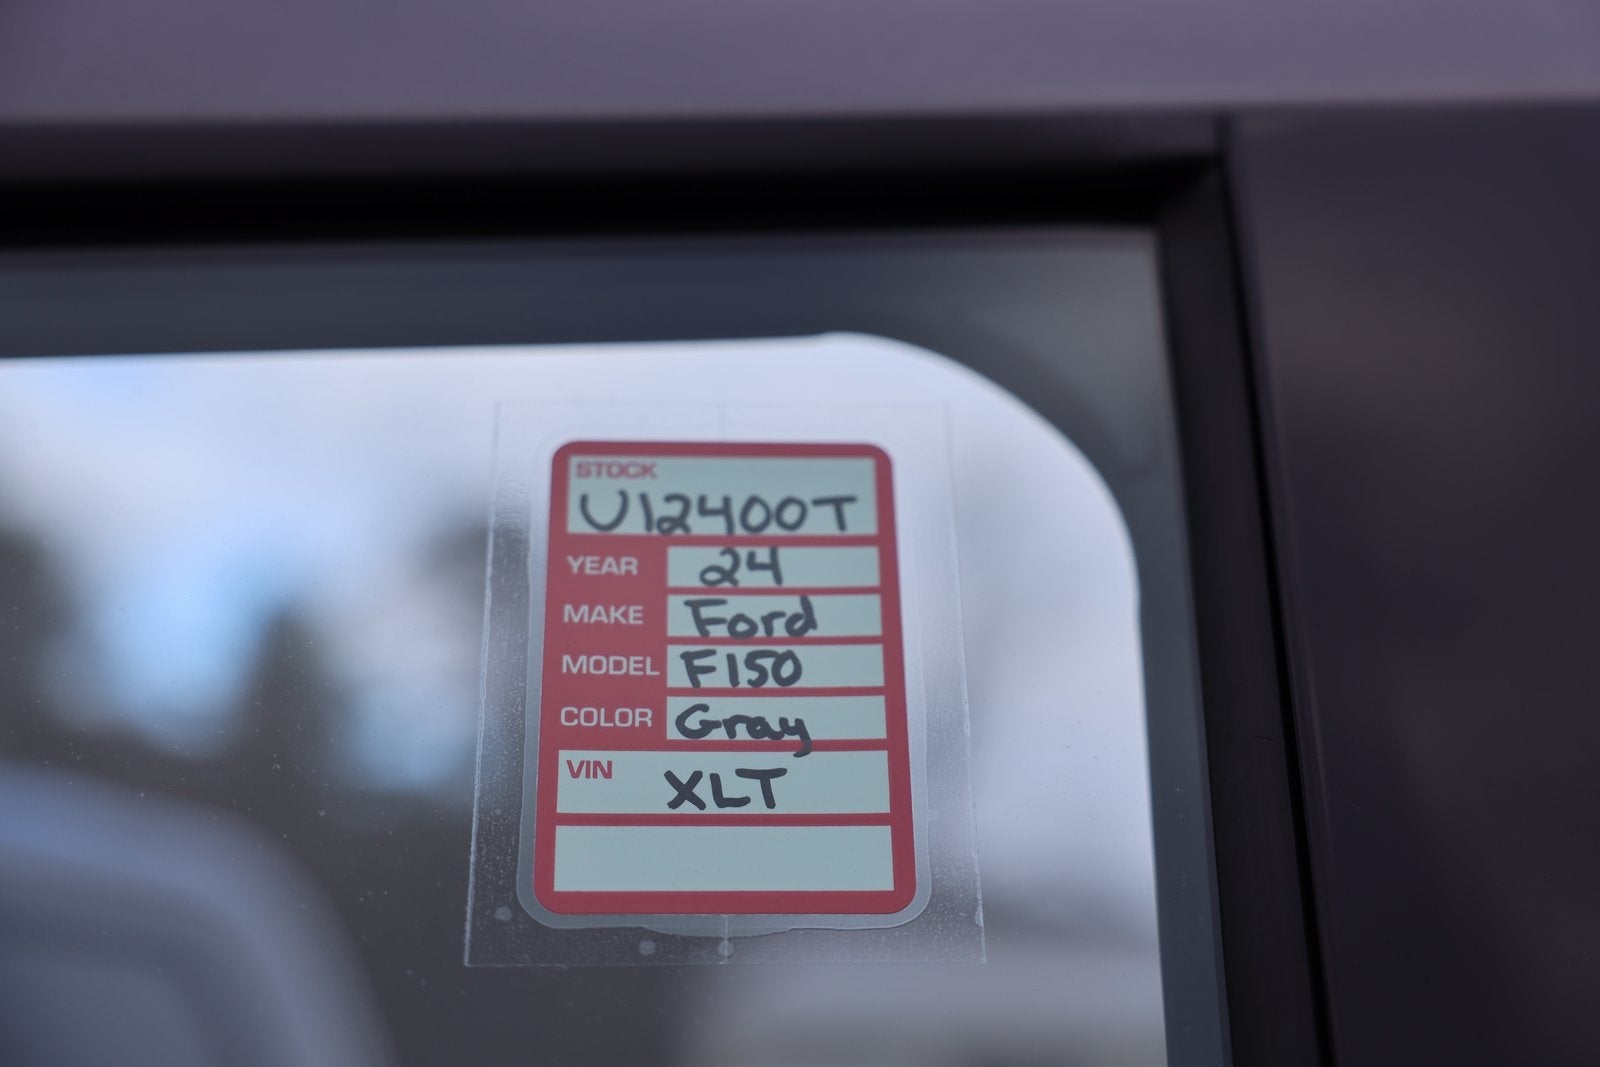 STOCK
U12400T
YEAR 24
MAKE Ford
MODEL F150
COLOR Gray
VIN XLT